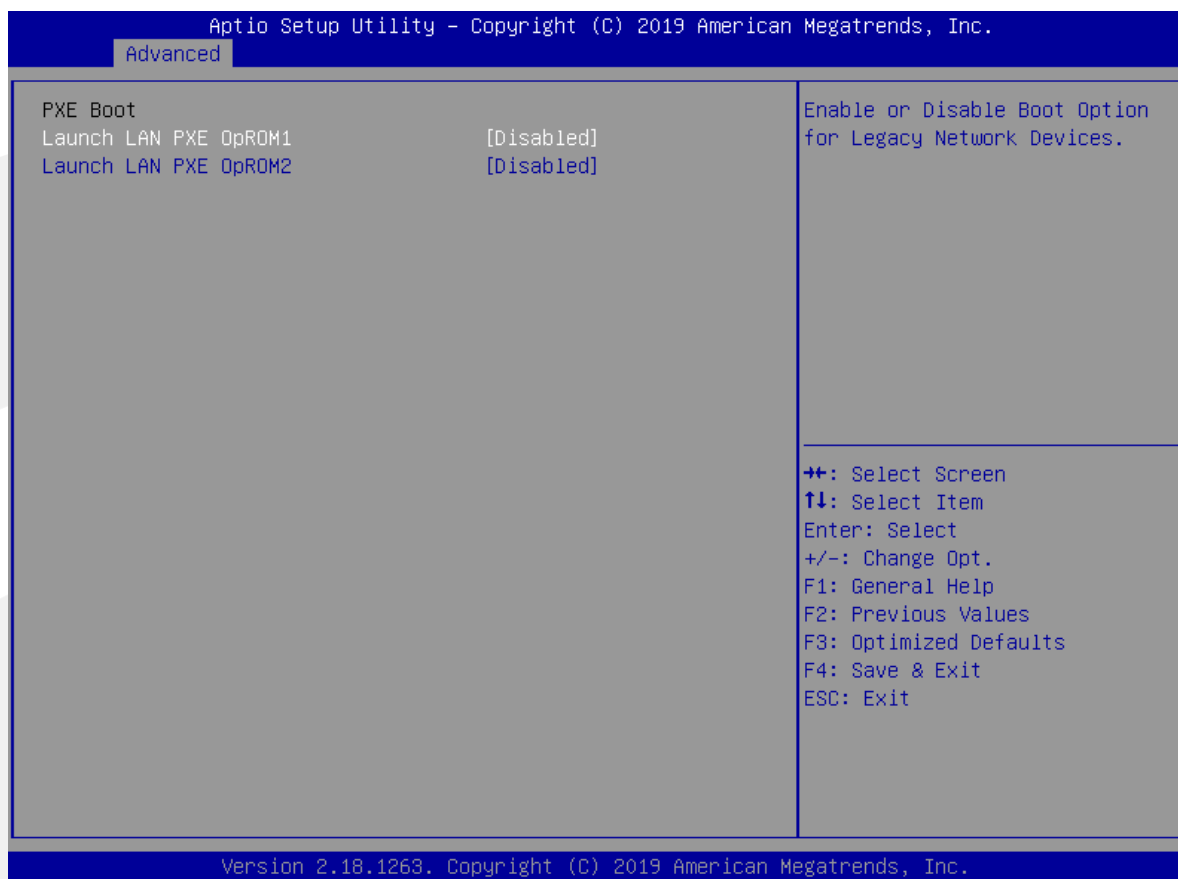 Aptio Setup Utility – Copyright (C) 2019 American Megatrends, Inc.
Advanced
PXE Boot
Launch LAN PXE OpROM1 [Disabled]
Launch LAN PXE OpROM2 [Disabled]
Enable or Disable Boot Option
for Legacy Network Devices.
→←: Select Screen
↑↓: Select Item
Enter: Select
+/-: Change Opt.
F1: General Help
F2: Previous Values
F3: Optimized Defaults
F4: Save & Exit
ESC: Exit
Version 2.18.1263. Copyright (C) 2019 American Megatrends, Inc.